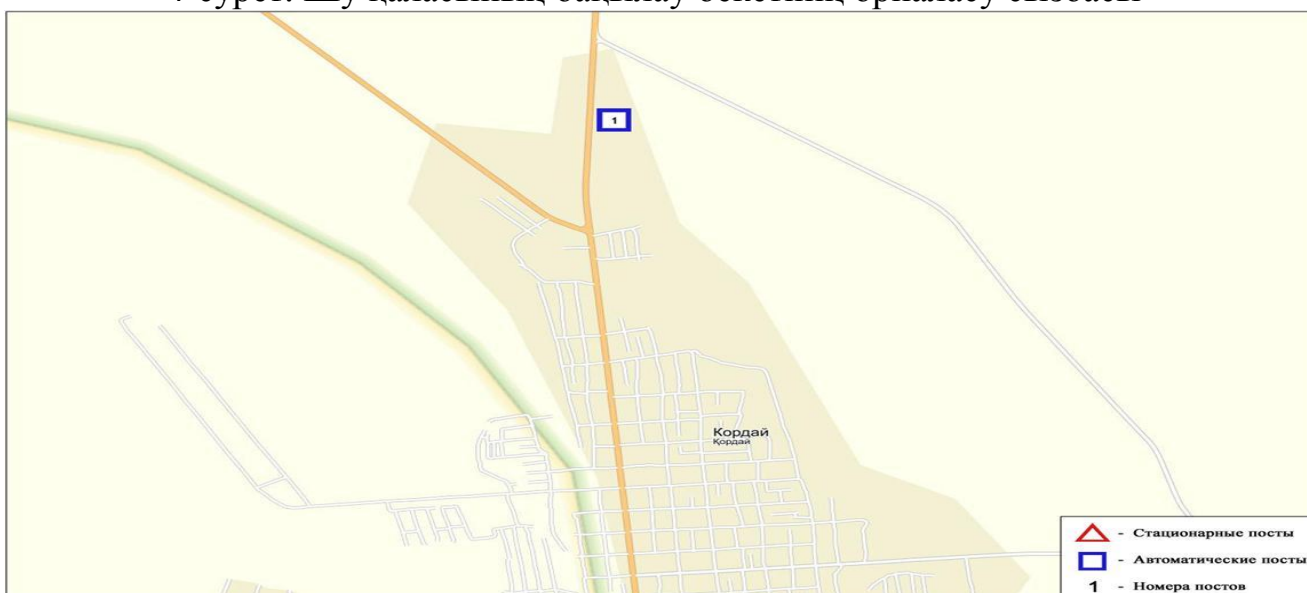 1
Кордай
Қордай
- Стационарные посты
- Автоматические посты
1 - Номера постов